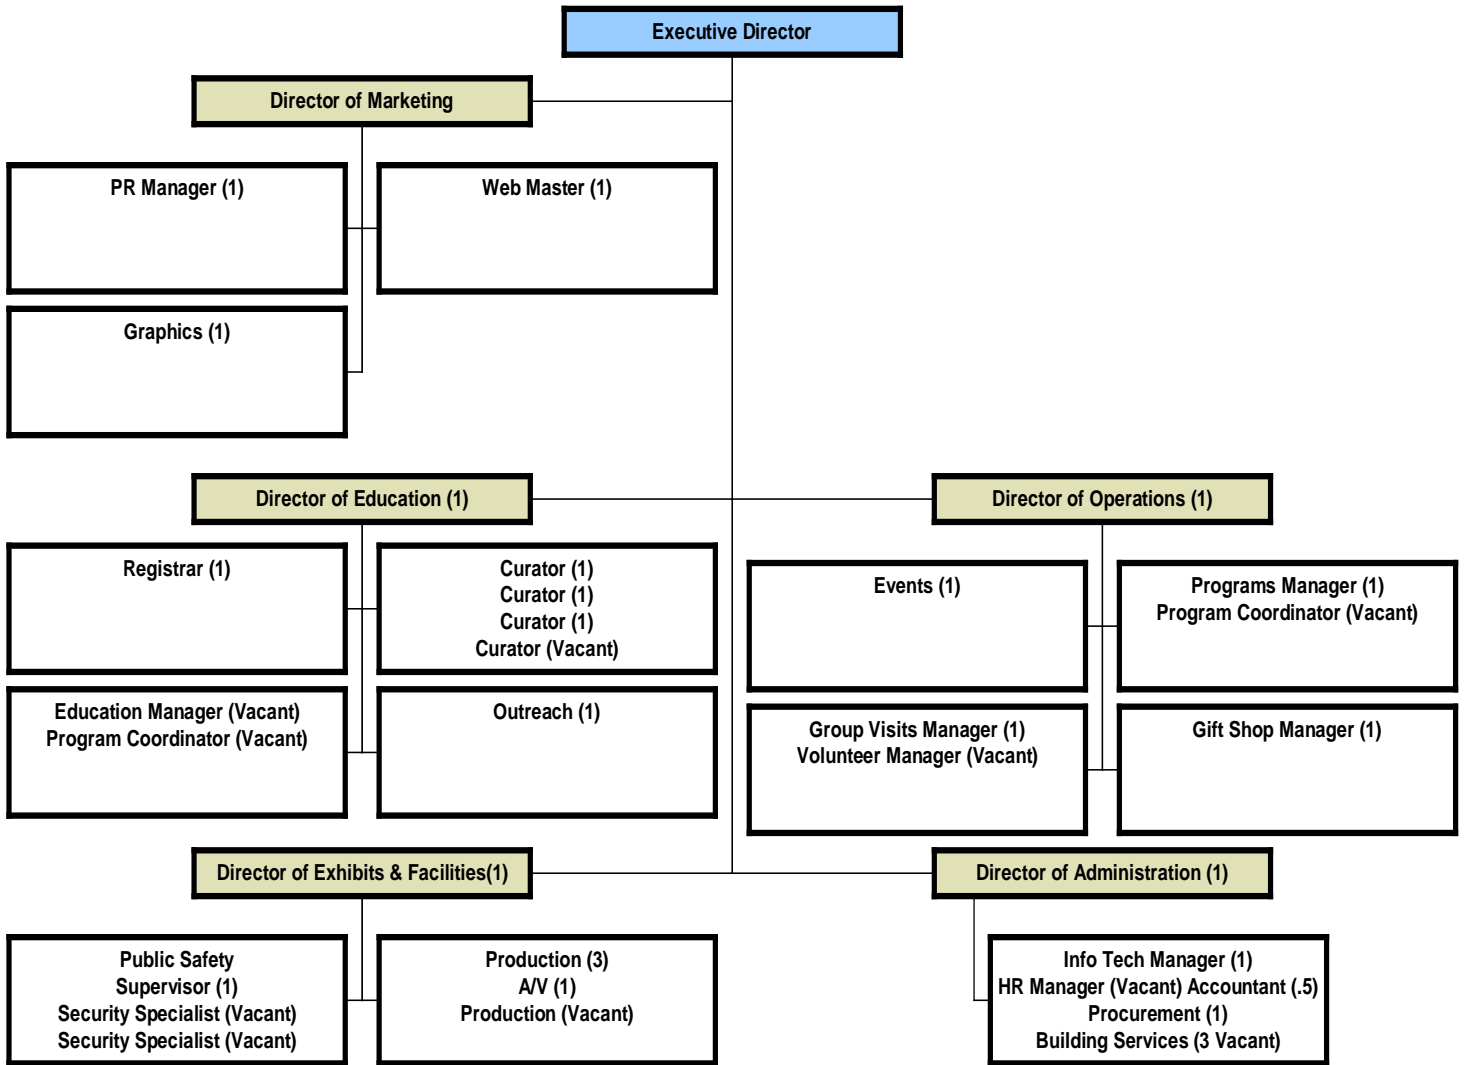 Executive Director
Director of Marketing
PR Manager (1)
Web Master (1)
Graphics (1)
Director of Education (1)
Director of Operations (1)
Registrar (1)
Curator (1)
Curator (1)
Curator (1)
Curator (Vacant)
Events (1)
Programs Manager (1)
Program Coordinator (Vacant)
Education Manager (Vacant)
Program Coordinator (Vacant)
Outreach (1)
Group Visits Manager (1)
Volunteer Manager (Vacant)
Gift Shop Manager (1)
Director of Exhibits & Facilities(1)
Director of Administration (1)
Public Safety
Supervisor (1)
Security Specialist (Vacant)
Security Specialist (Vacant)
Production (3)
A/V (1)
Production (Vacant)
Info Tech Manager (1)
HR Manager (Vacant) Accountant (.5)
Procurement (1)
Building Services (3 Vacant)